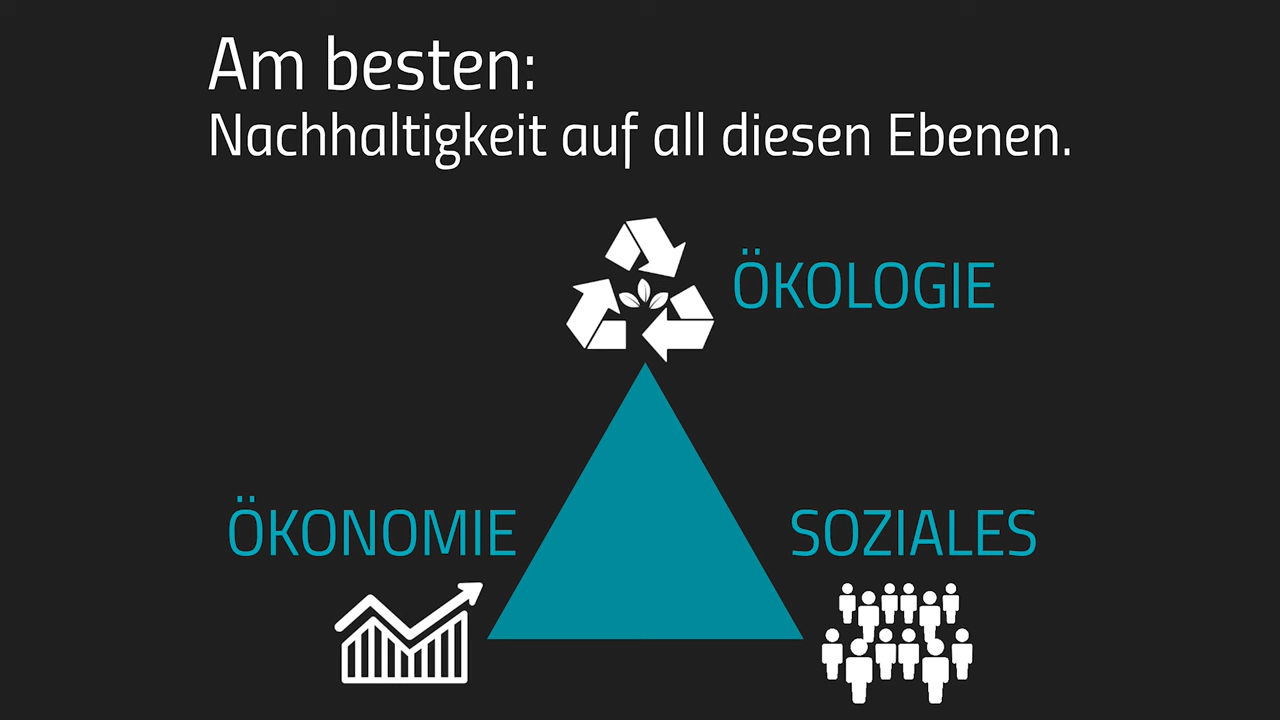 Am besten:
Nachhaltigkeit auf all diesen Ebenen.
ÖKOLOGIE
ÖKONOMIE
SOZIALES